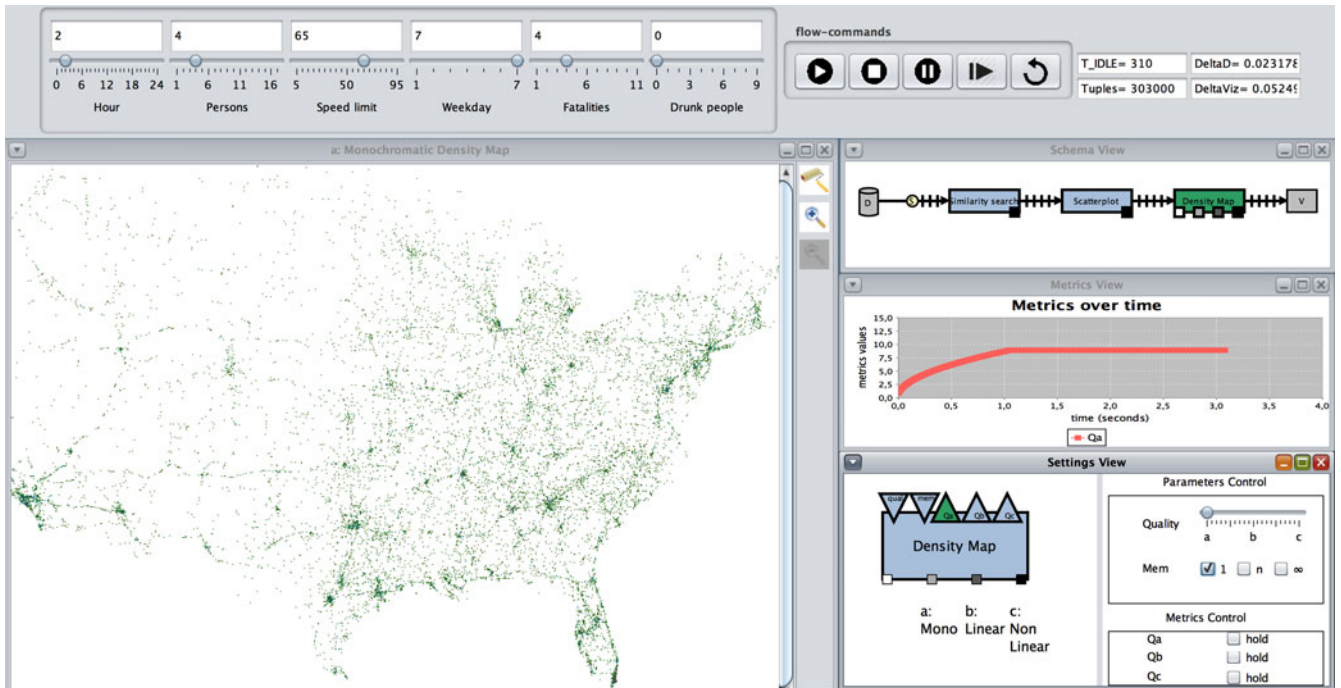 2 4 65 7 4 0
0 6 12 18 24 1 6 11 16 5 50 95 1 7 1 6 11 0 3 6 9
Hour Persons Speed limit Weekday Fatalities Drunk people
flow-commands
T_IDLE= 310 DeltaD= 0.023178
Tuples= 303000 DeltaViz= 0.0524
a: Monochromatic Density Map
Schema View
D S Similarity search Scatterplot Density Map V
Metrics View
Metrics over time
metrics values
15,0
12,5
10,0
7,5
5,0
2,5
0,0
0,0 0,5 1,0 1,5 2,0 2,5 3,0 3,5 4,0
time (seconds)
Qa
Settings View
qual mem Qa Qb Qc
Density Map
a: b: c:
Mono Linear Non
Linear
Parameters Control
Quality
a b c
Mem 1 n ∞
Metrics Control
Qa hold
Qb hold
Qc hold